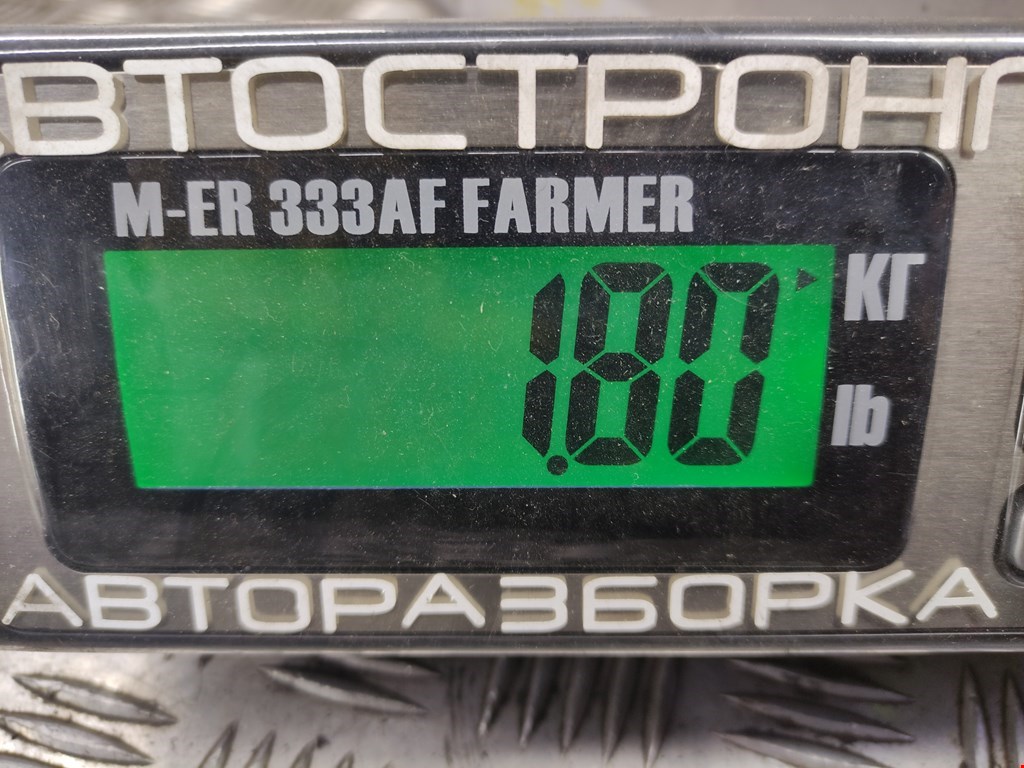 АВТОСТРОНГ
M-ER 333AF FARMER
1.80 КГ
lb
АВТОРАЗБОРКА